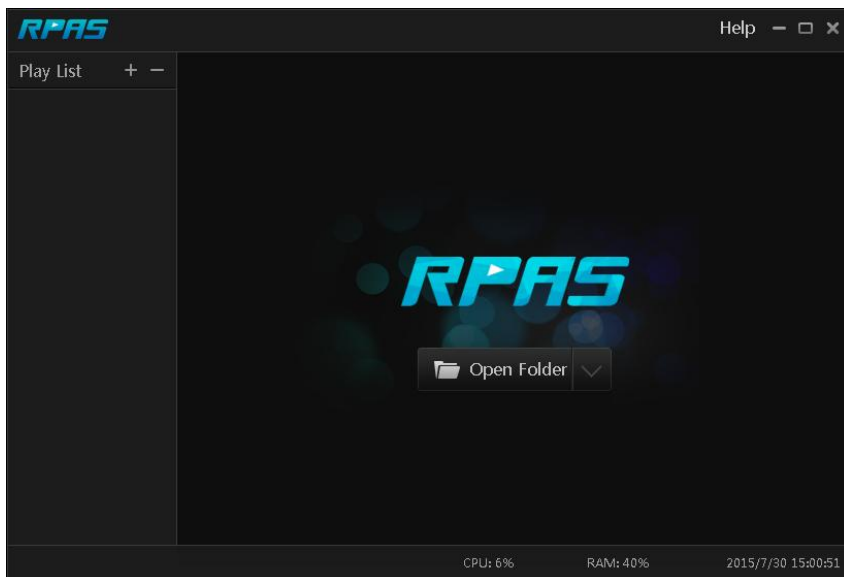 RPAS
Help
Play List + −
RPAS
Open Folder
CPU: 6% RAM: 40% 2015/7/30 15:00:51